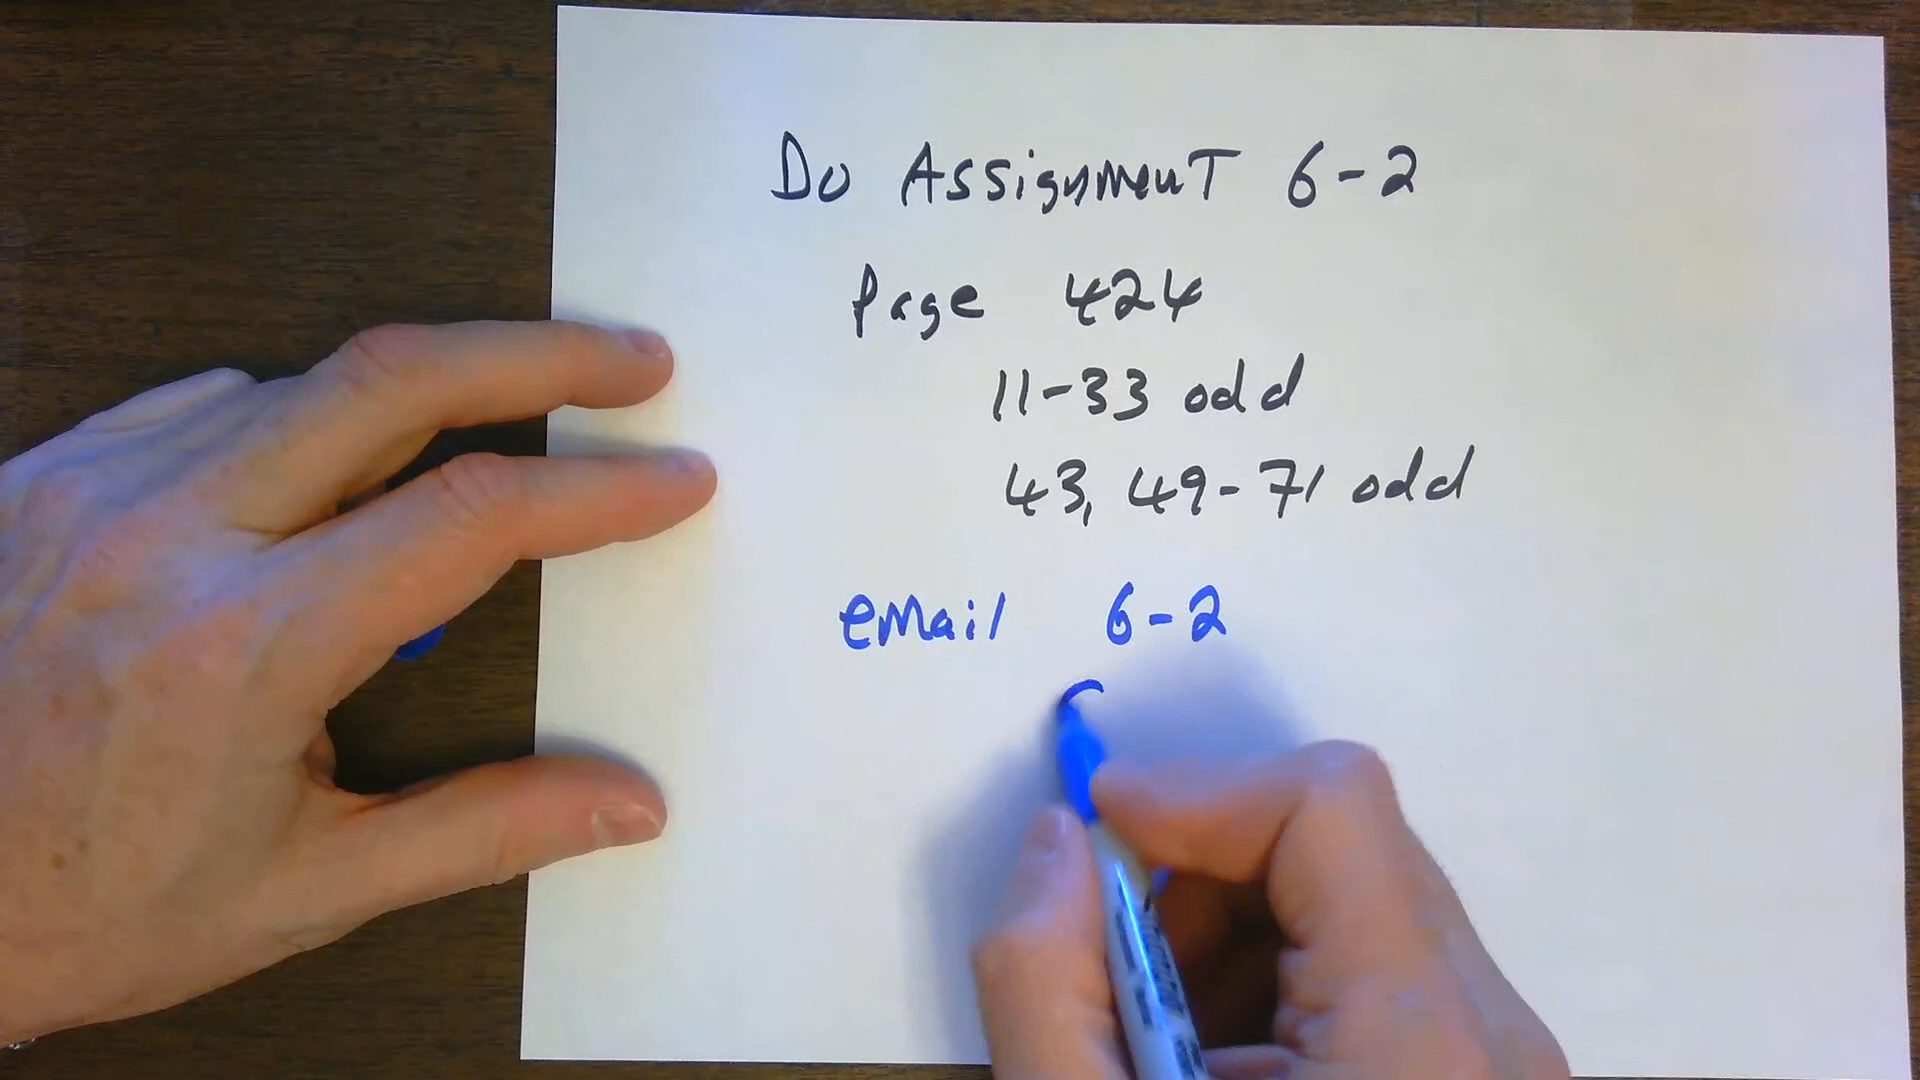 Do Assignment 6-2
Page 424
11-33 odd
43, 49-71 odd
email 6-2